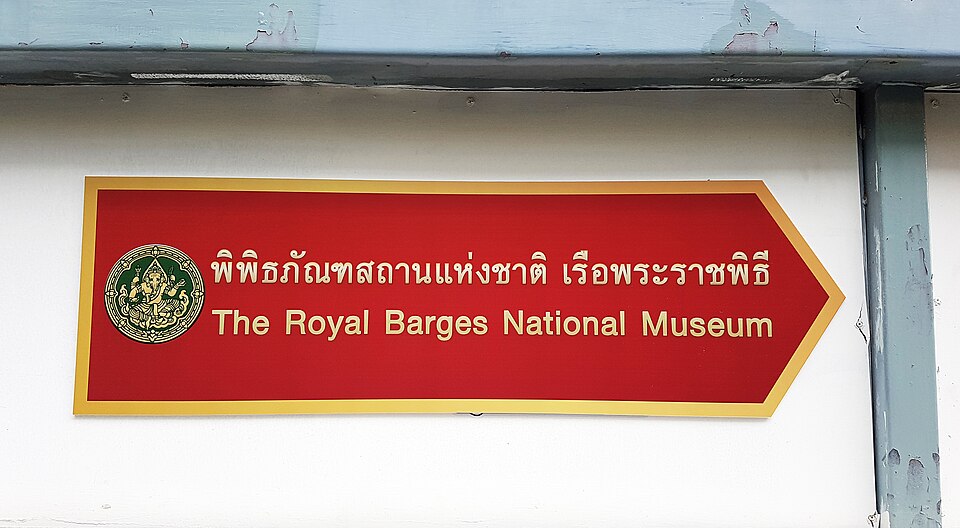 พิพิธภัณฑสถานแห่งชาติ เรือพระราชพิธี
The Royal Barges National Museum